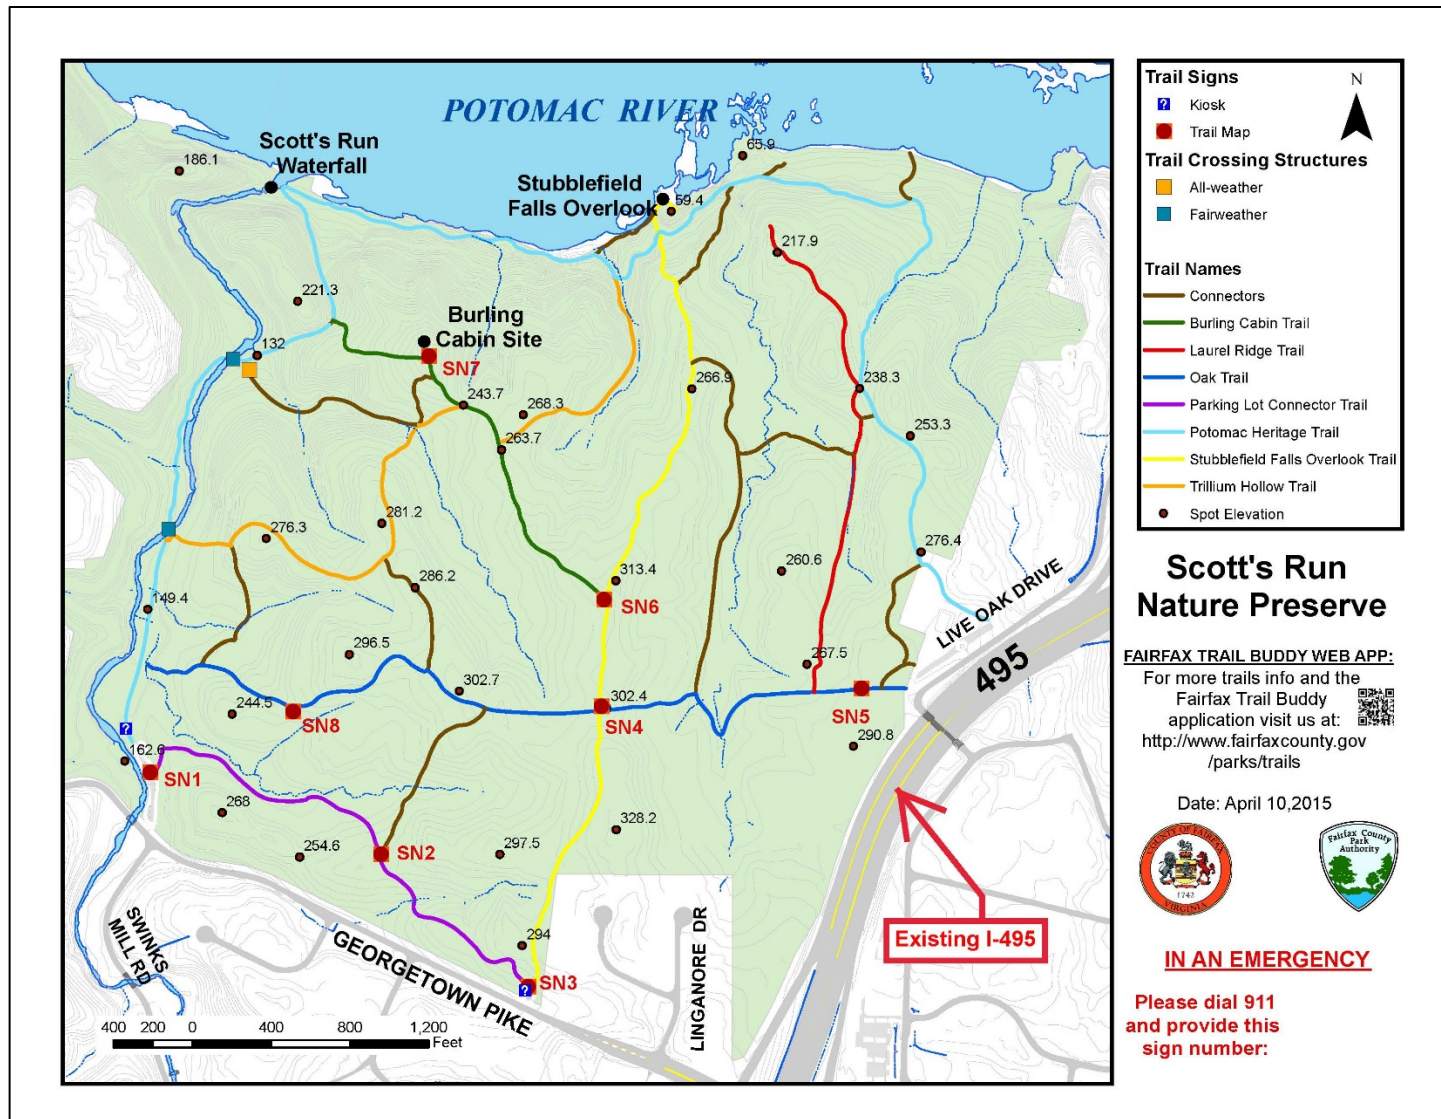 POTOMAC RIVER
Scott's Run
Waterfall
186.1
65.9
Stubblefield
Falls Overlook
59.4
217.9
221.3
Burling
Cabin Site
132
SN7
243.7
268.3
263.7
266.9
238.3
253.3
276.3
281.2
286.2
313.4
SN6
260.6
276.4
149.4
296.5
302.7
302.4
SN4
267.5
SN5
290.8
244.5
SN8
162.6
SN1
268
254.6
SN2
297.5
328.2
294
SN3
LIVE OAK DRIVE
495
Existing I-495
SWINKS
MILL RD
GEORGETOWN PIKE
LINGANORE DR
400 200 0 400 800 1,200
Feet
Trail Signs
N
? Kiosk
Trail Map
Trail Crossing Structures
All-weather
Fairweather
Trail Names
Connectors
Burling Cabin Trail
Laurel Ridge Trail
Oak Trail
Parking Lot Connector Trail
Potomac Heritage Trail
Stubblefield Falls Overlook Trail
Trillium Hollow Trail
Spot Elevation
Scott's Run
Nature Preserve
FAIRFAX TRAIL BUDDY WEB APP:
For more trails info and the
Fairfax Trail Buddy
application visit us at:
http://www.fairfaxcounty.gov
/parks/trails
Date: April 10,2015
COUNTY OF FAIRFAX
1742
VIRGINIA
Fairfax County
Park
Authority
IN AN EMERGENCY
Please dial 911
and provide this
sign number: